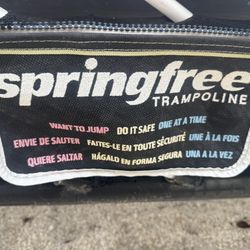 springfree
TRAMPOLINE
WANT TO JUMP DO IT SAFE ONE AT A TIME
ENVIE DE SAUTER FAITES-LE EN TOUTE SÉCURITÉ UNE À LA FOIS
QUIERE SALTAR HÁGALO EN FORMA SEGURA UNA A LA VEZ